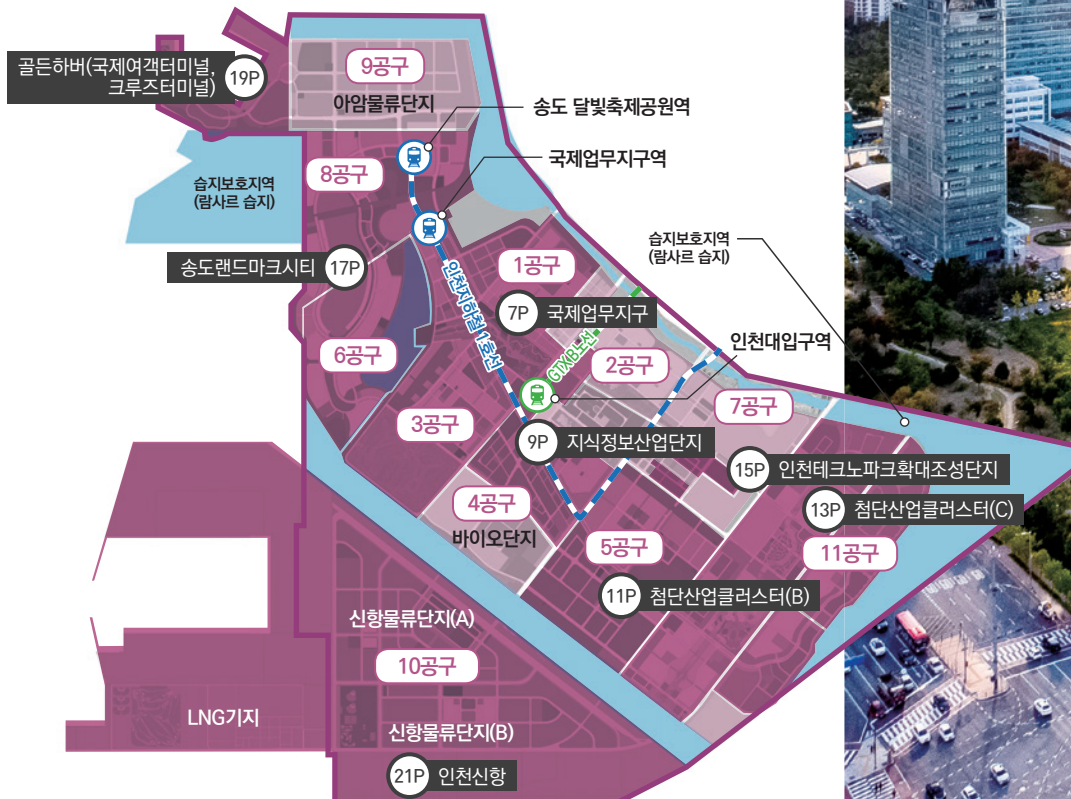 골든하버(국제여객터미널,
크루즈터미널)
19P
9공구
아암물류단지
송도 달빛축제공원역
국제업무지구역
8공구
습지보호지역
(람사르 습지)
습지보호지역
(람사르 습지)
송도랜드마크시티
17P
1공구
7P
국제업무지구
인천지하철 1호선
GTX B노선
인천대입구역
6공구
2공구
3공구
7공구
9P
지식정보산업단지
15P
인천테크노파크확대조성단지
4공구
바이오단지
13P
첨단산업클러스터(C)
5공구
11공구
11P
첨단산업클러스터(B)
신항물류단지(A)
10공구
LNG기지
신항물류단지(B)
21P
인천신항